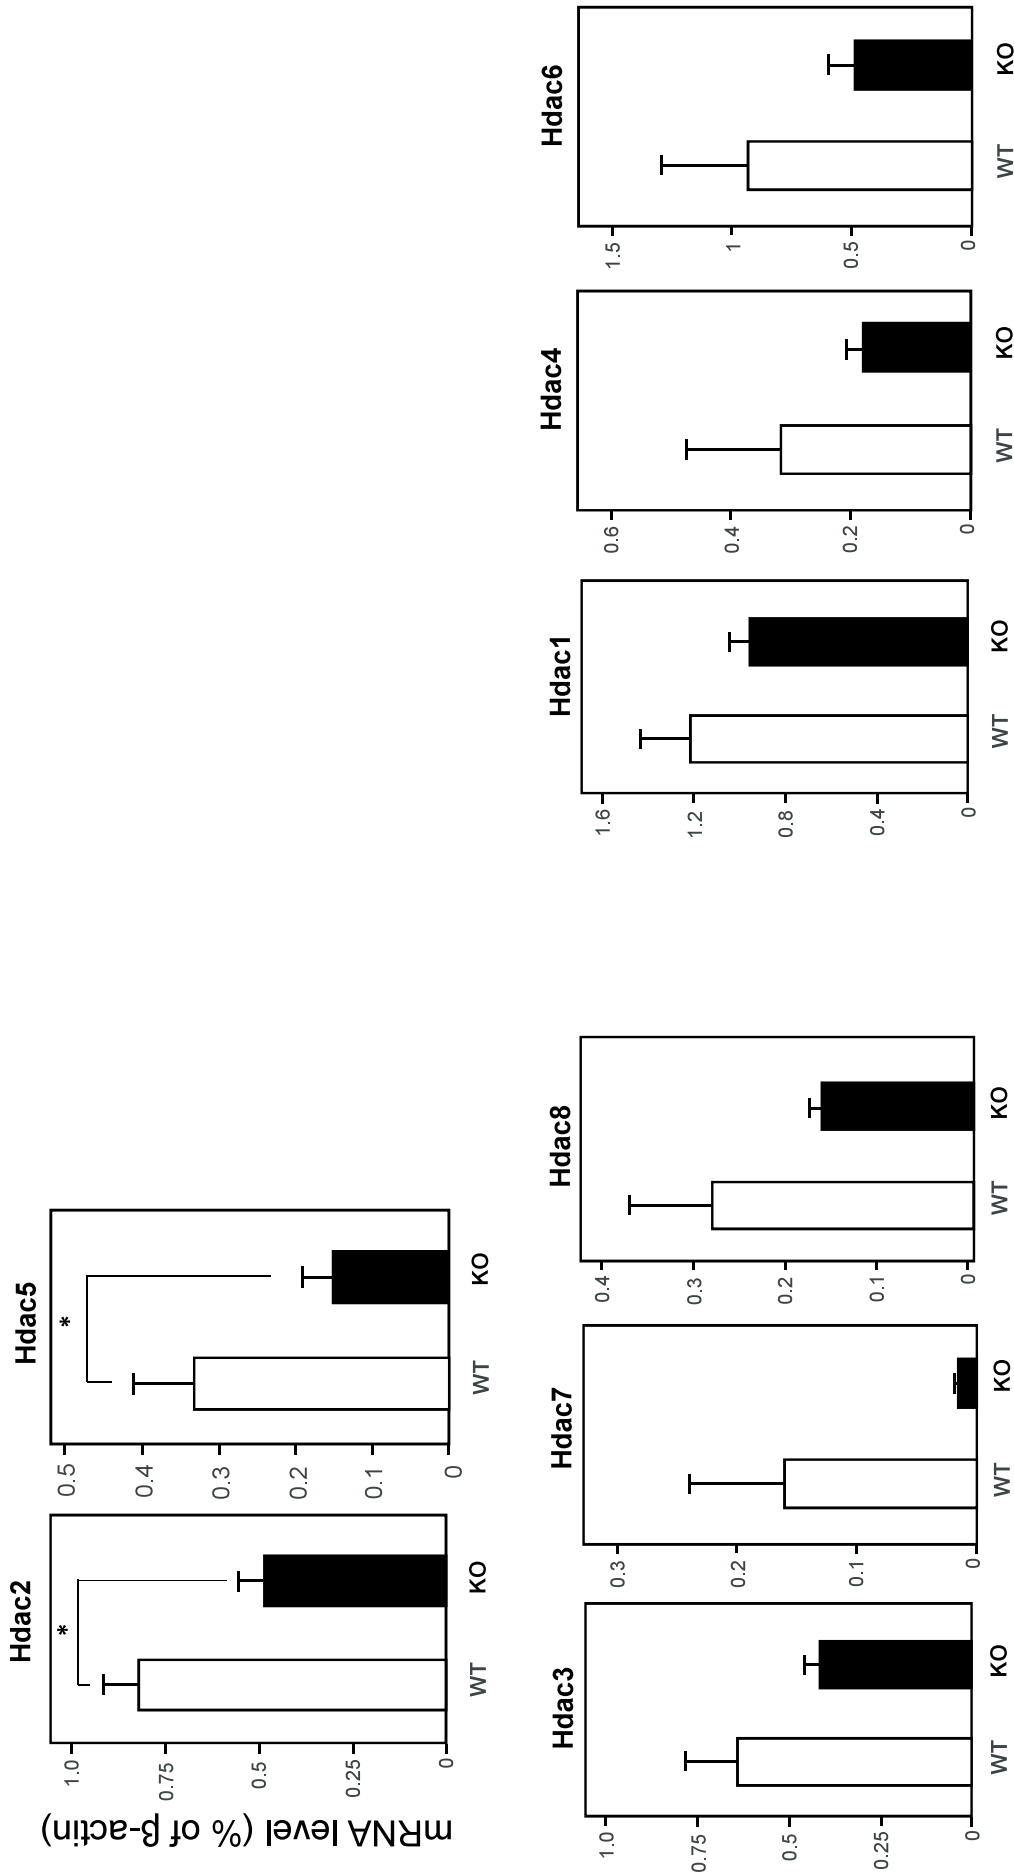 mRNA level (% of β-actin)
Hdac2
*
1.0
0.75
0.5
0.25
0
WT KO
Hdac5
*
0.5
0.4
0.3
0.2
0.1
0
WT KO
Hdac3
1.0
0.75
0.5
0.25
0
WT KO
Hdac7
0.3
0.2
0.1
0
WT KO
Hdac8
0.4
0.3
0.2
0.1
0
WT KO
Hdac1
1.6
1.2
0.8
0.4
0
WT KO
Hdac4
0.6
0.4
0.2
0
WT KO
Hdac6
1.5
1
0.5
0
WT KO